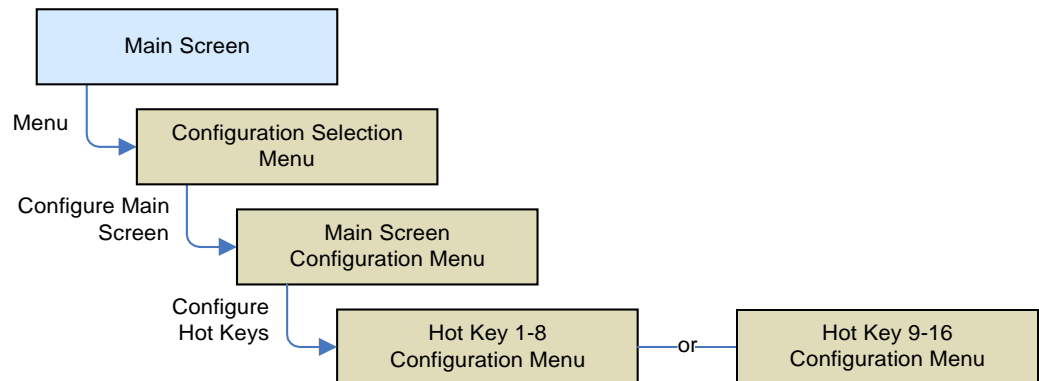 Main Screen
Menu
Configuration Selection
Menu
Configure Main
Screen
Main Screen
Configuration Menu
Configure
Hot Keys
Hot Key 1-8
Configuration Menu
or
Hot Key 9-16
Configuration Menu